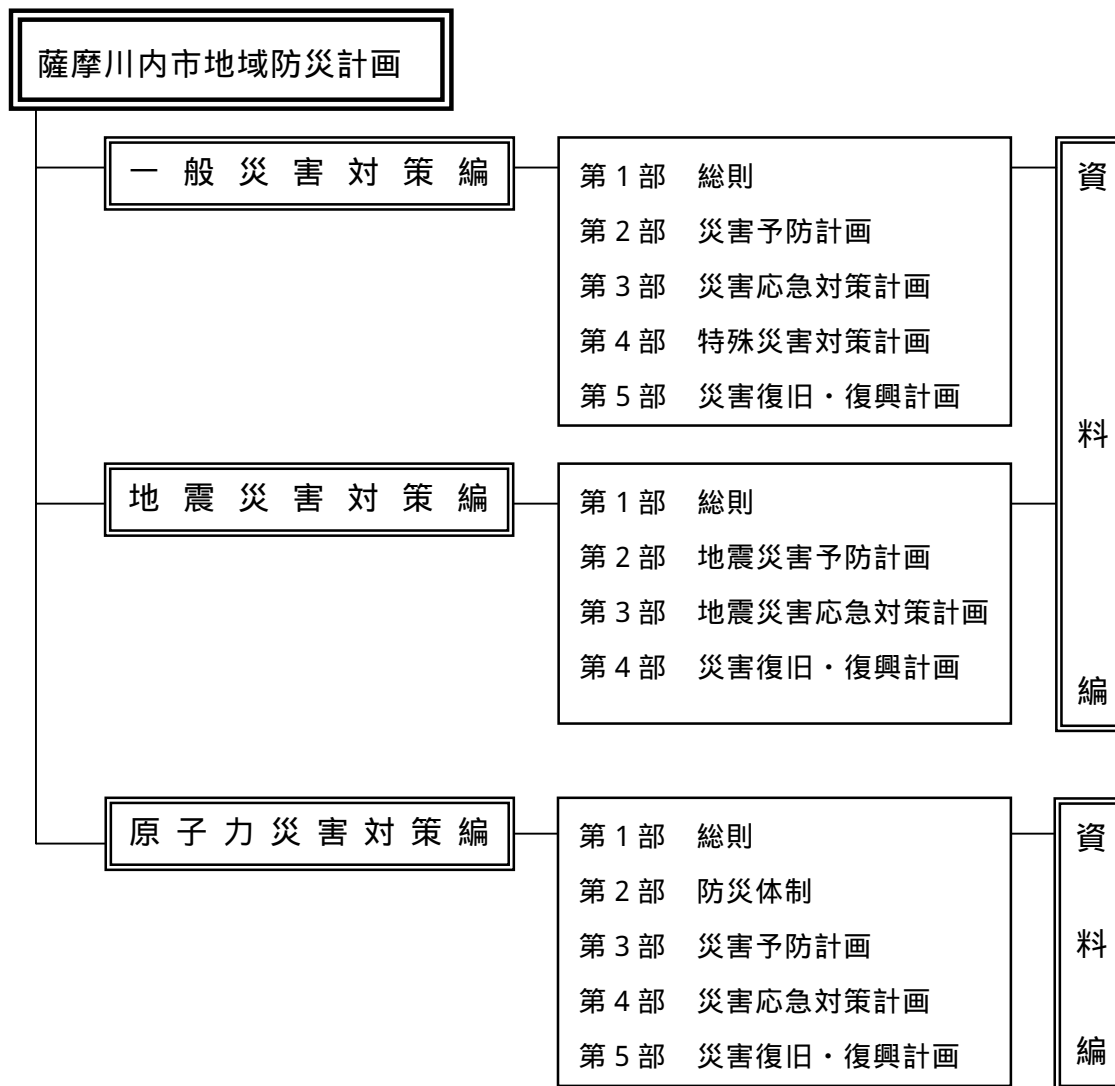 薩摩川内市地域防災計画
一般災害対策編
第1部 総則
第2部 災害予防計画
第3部 災害応急対策計画
第4部 特殊災害対策計画
第5部 災害復旧・復興計画
地震災害対策編
第1部 総則
第2部 地震災害予防計画
第3部 地震災害応急対策計画
第4部 災害復旧・復興計画
資料編
原子力災害対策編
第1部 総則
第2部 防災体制
第3部 災害予防計画
第4部 災害応急対策計画
第5部 災害復旧・復興計画
資料編